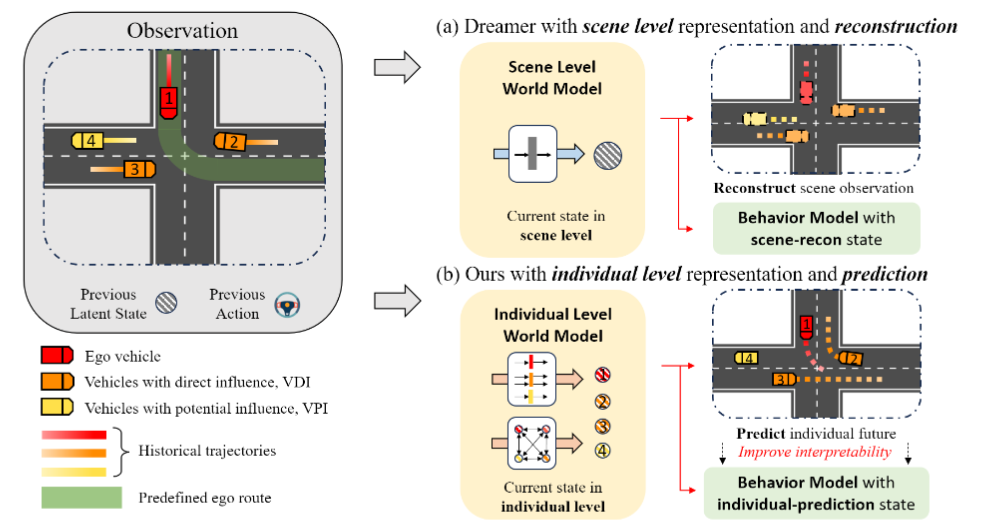 Observation
1
2
3
4
Previous
Latent State
Previous
Action
Ego vehicle
Vehicles with direct influence, VDI
Vehicles with potential influence, VPI
Historical trajectories
Predefined ego route
(a) Dreamer with scene level representation and reconstruction
Scene Level
World Model
Current state in
scene level
Reconstruct scene observation
Behavior Model with
scene-recon state
(b) Ours with individual level representation and prediction
Individual Level
World Model
1
2
3
4
Current state in
individual level
1
2
3
4
Predict individual future
Improve interpretability
Behavior Model with
individual-prediction state